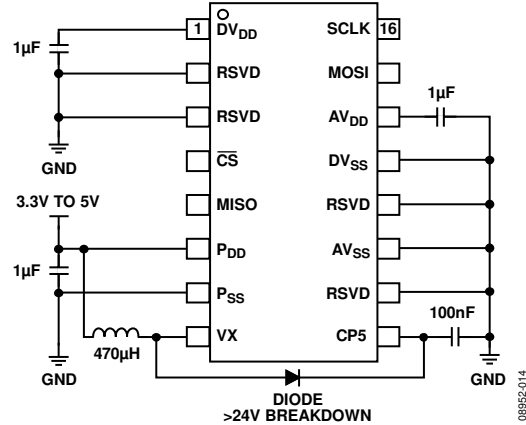 1 DVDD
RSVD
RSVD
CS
MISO
PDD
PSS
VX
SCLK 16
MOSI
AVDD
DVSS
RSVD
AVSS
RSVD
CP5
1µF
GND
3.3V TO 5V
1µF
GND
470µH
DIODE
>24V BREAKDOWN
1µF
100nF
GND
08952-014